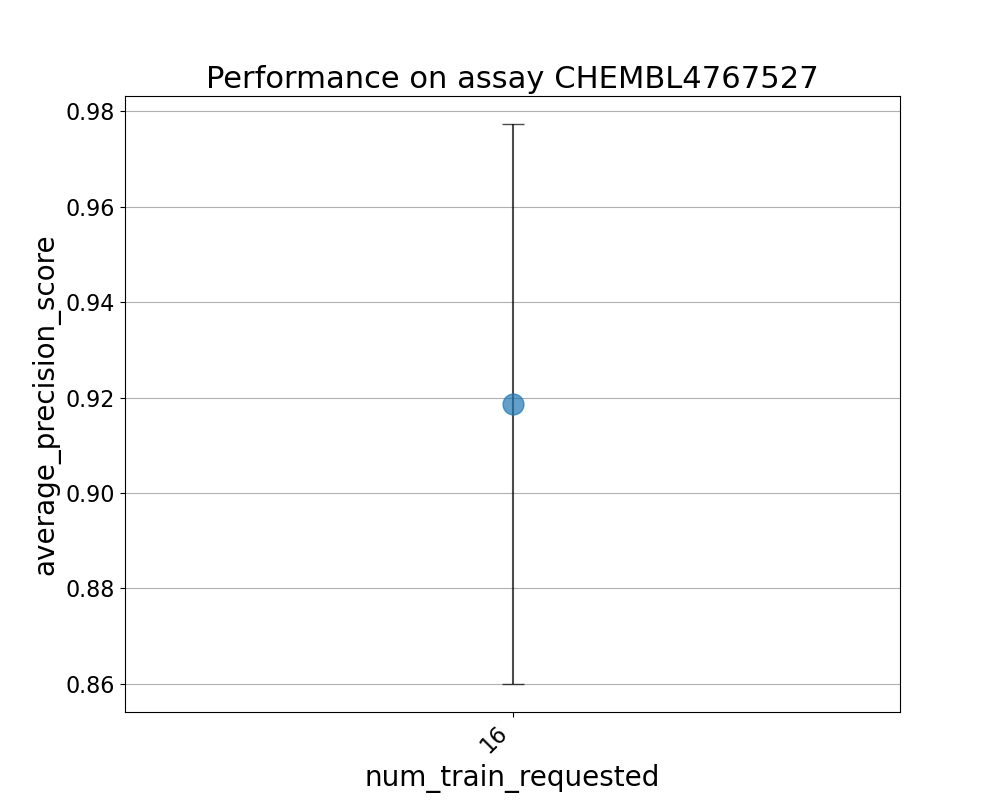 Performance on assay CHEMBL4767527
average_precision_score
0.98
0.96
0.94
0.92
0.90
0.88
0.86
16
num_train_requested